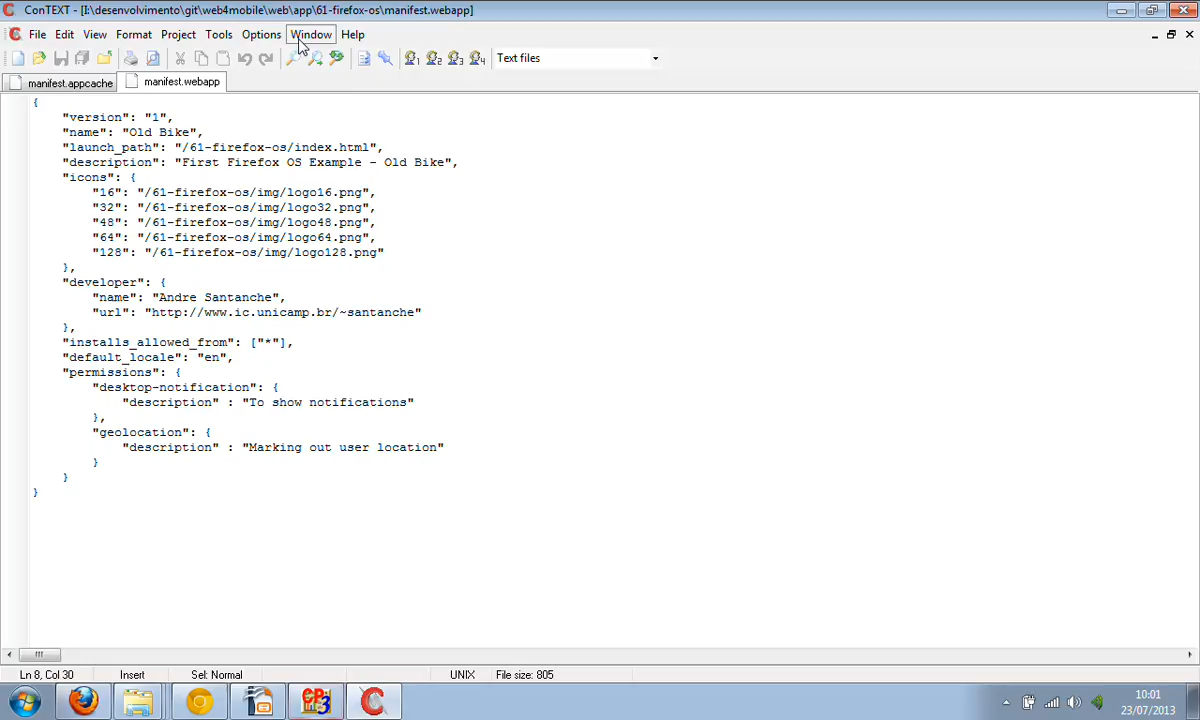 ConTEXT - [I:\desenvolvimento\git\web4mobile\web\app\61-firefox-os\manifest.webapp]
File Edit View Format Project Tools Options Window Help
Text files
manifest.appcache manifest.webapp
{
"version": "1",
"name": "Old Bike",
"launch_path": "/61-firefox-os/index.html",
"description": "First Firefox OS Example - Old Bike",
"icons": {
"16": "/61-firefox-os/img/logo16.png",
"32": "/61-firefox-os/img/logo32.png",
"48": "/61-firefox-os/img/logo48.png",
"64": "/61-firefox-os/img/logo64.png",
"128": "/61-firefox-os/img/logo128.png"
},
"developer": {
"name": "Andre Santanche",
"url": "http://www.ic.unicamp.br/~santanche"
},
"installs_allowed_from": ["*"],
"default_locale": "en",
"permissions": {
"desktop-notification": {
"description" : "To show notifications"
},
"geolocation": {
"description" : "Marking out user location"
}
}
}
Ln 8, Col 30 Insert Sel: Normal UNIX File size: 805
10:01
23/07/2013